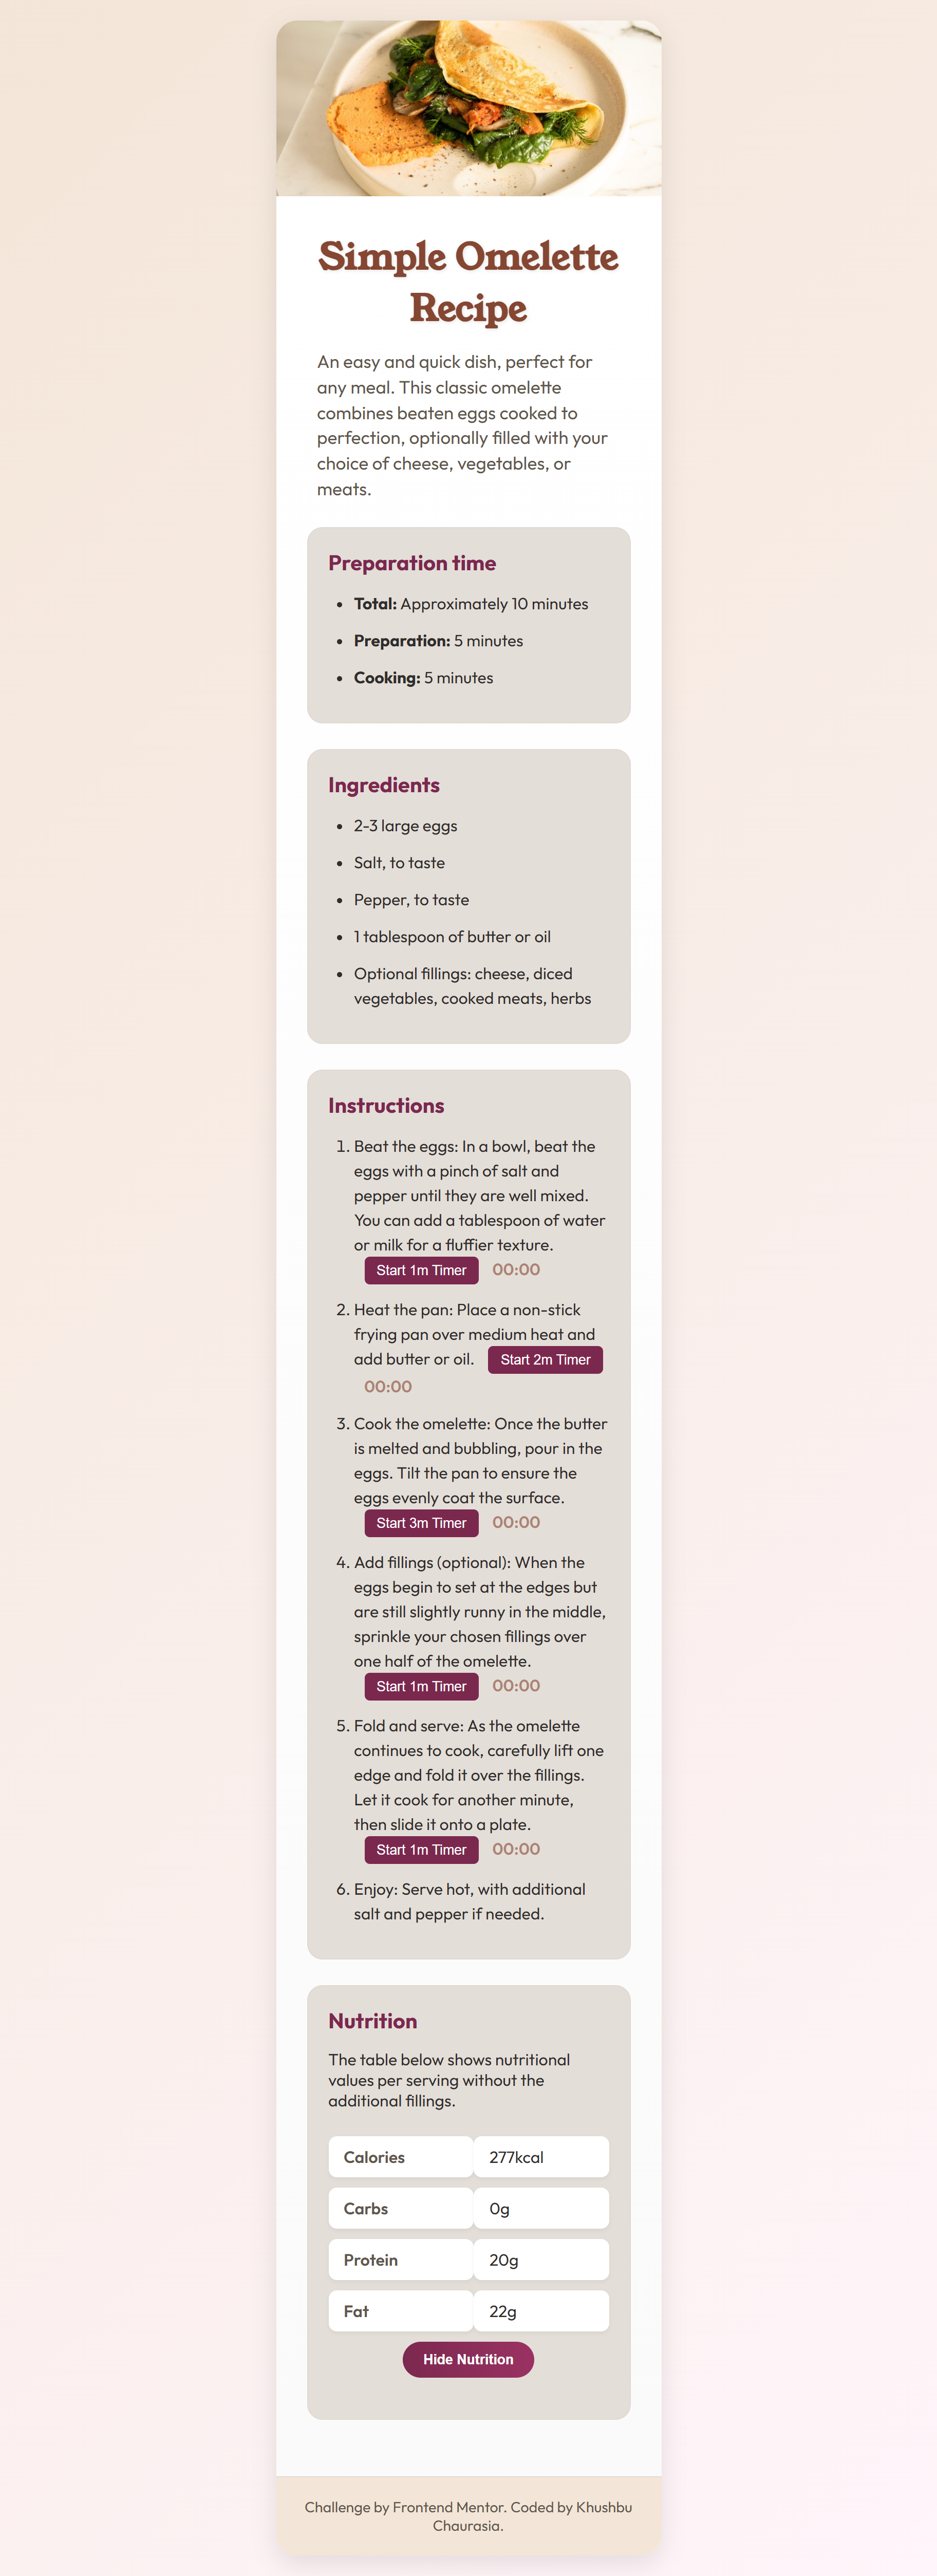 Simple Omelette
Recipe
An easy and quick dish, perfect for
any meal. This classic omelette
combines beaten eggs cooked to
perfection, optionally filled with your
choice of cheese, vegetables, or
meats.
Preparation time
• Total: Approximately 10 minutes
• Preparation: 5 minutes
• Cooking: 5 minutes
Ingredients
• 2-3 large eggs
• Salt, to taste
• Pepper, to taste
• 1 tablespoon of butter or oil
• Optional fillings: cheese, diced
vegetables, cooked meats, herbs
Instructions
1. Beat the eggs: In a bowl, beat the
eggs with a pinch of salt and
pepper until they are well mixed.
You can add a tablespoon of water
or milk for a fluffier texture.
Start 1m Timer 00:00
2. Heat the pan: Place a non-stick
frying pan over medium heat and
add butter or oil. Start 2m Timer
00:00
3. Cook the omelette: Once the butter
is melted and bubbling, pour in the
eggs. Tilt the pan to ensure the
eggs evenly coat the surface.
Start 3m Timer 00:00
4. Add fillings (optional): When the
eggs begin to set at the edges but
are still slightly runny in the middle,
sprinkle your chosen fillings over
one half of the omelette.
Start 1m Timer 00:00
5. Fold and serve: As the omelette
continues to cook, carefully lift one
edge and fold it over the fillings.
Let it cook for another minute,
then slide it onto a plate.
Start 1m Timer 00:00
6. Enjoy: Serve hot, with additional
salt and pepper if needed.
Nutrition
The table below shows nutritional
values per serving without the
additional fillings.
Calories 277kcal
Carbs 0g
Protein 20g
Fat 22g
Hide Nutrition
Challenge by Frontend Mentor. Coded by Khushbu
Chaurasia.